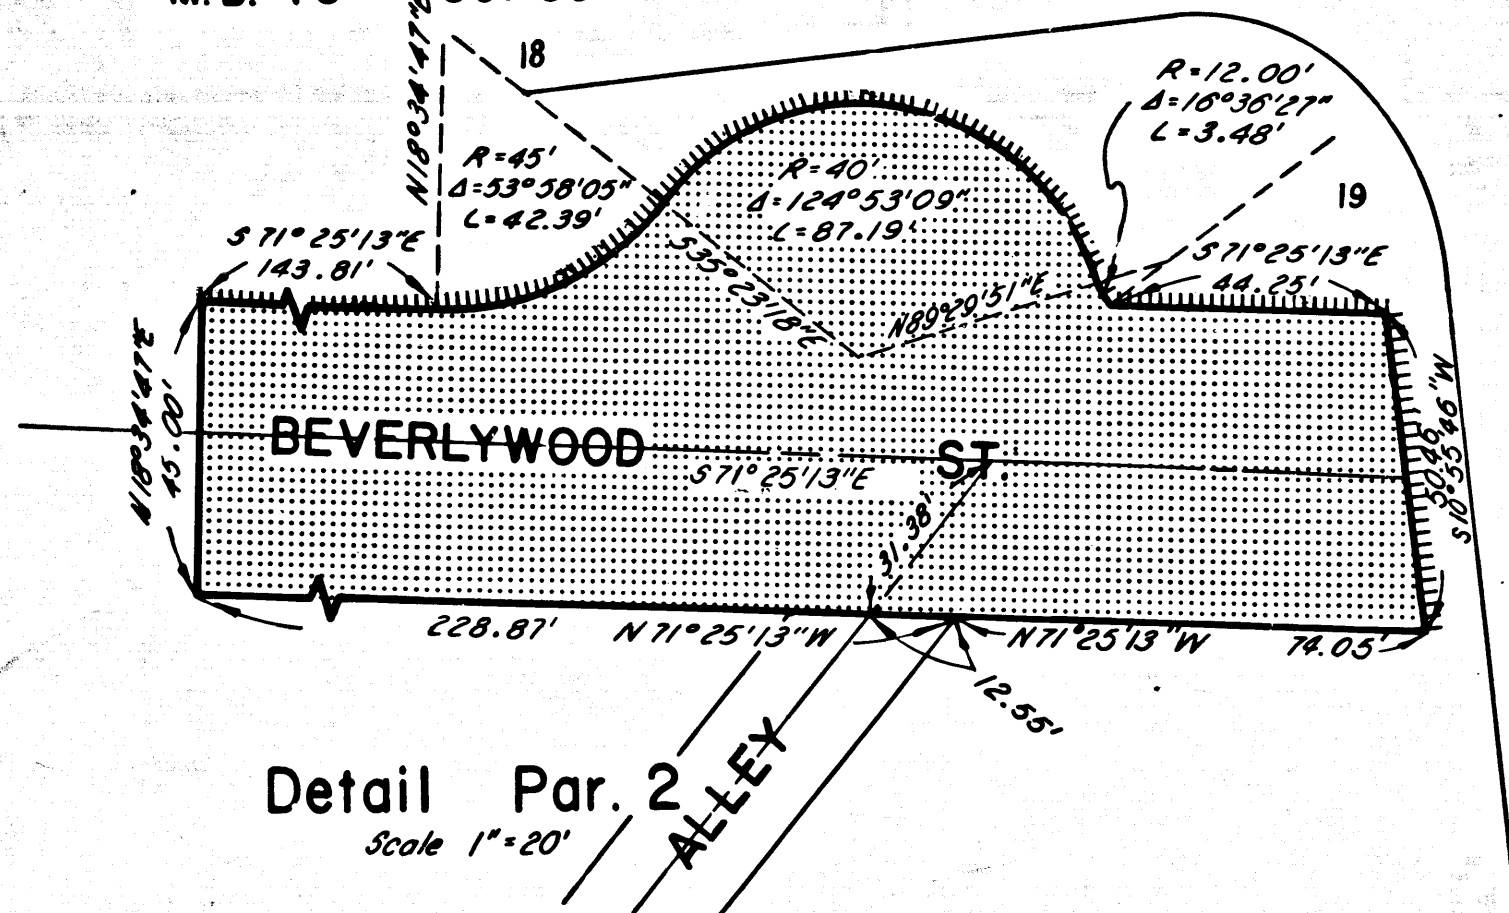 18
N18°34'47"E
R=12.00'
Δ=16°36'27"
L=3.48'
R=45'
Δ=53°58'05"
L=42.39'
R=40'
Δ=124°53'09"
L=87.19'
19
S 71° 25'13"E
143.81'
S 71°25'13"E
44.25'
S35°23'18"E
N89°29'51"E
N18°34'47"E
45.00'
BEVERLYWOOD ST.
S 71° 25'13"E
31.38'
50.46'
S10°55'46"W
228.87'
N 71°25'13"W
N71°25'13"W
74.05'
12.55'
Detail Par. 2
Scale 1"=20'
ALLEY